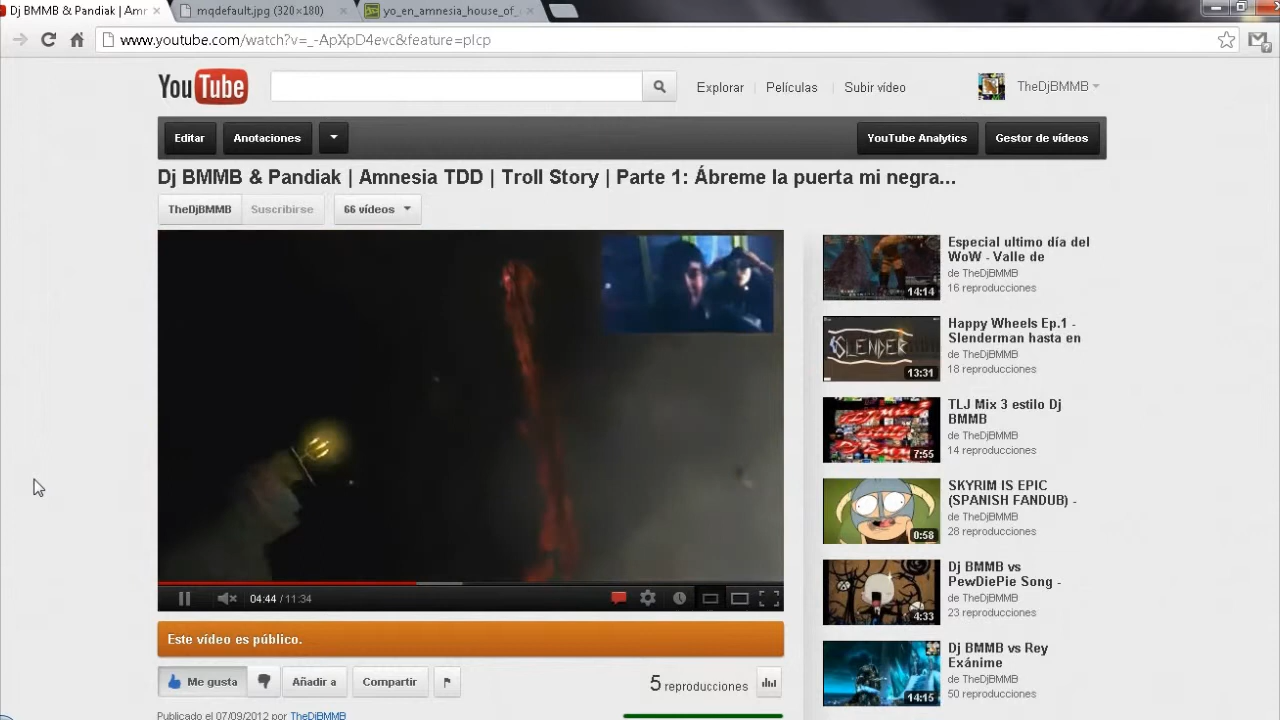 Dj BMMB & Pandiak | Amr
mqdefault.jpg (320×180)
yo_en_amnesia_house_of_
www.youtube.com/watch?v=_-ApXpD4evc&feature=plcp
YouTube
Explorar
Películas
Subir vídeo
TheDjBMMB
Editar
Anotaciones
YouTube Analytics
Gestor de vídeos
Dj BMMB & Pandiak | Amnesia TDD | Troll Story | Parte 1: Ábreme la puerta mi negra...
TheDjBMMB
Suscribirse
66 vídeos
04:44 / 11:34
Este vídeo es público.
Me gusta
Añadir a
Compartir
5 reproducciones
Publicado el 07/09/2012 por TheDjBMMB
14:14
Especial ultimo día del
WoW - Valle de
de TheDjBMMB
16 reproducciones
SLENDER
13:31
Happy Wheels Ep.1 -
Slenderman hasta en
de TheDjBMMB
18 reproducciones
7:55
TLJ Mix 3 estilo Dj
BMMB
de TheDjBMMB
14 reproducciones
0:58
SKYRIM IS EPIC
(SPANISH FANDUB) -
de TheDjBMMB
28 reproducciones
4:33
Dj BMMB vs
PewDiePie Song -
de TheDjBMMB
23 reproducciones
14:15
Dj BMMB vs Rey
Exánime
de TheDjBMMB
50 reproducciones